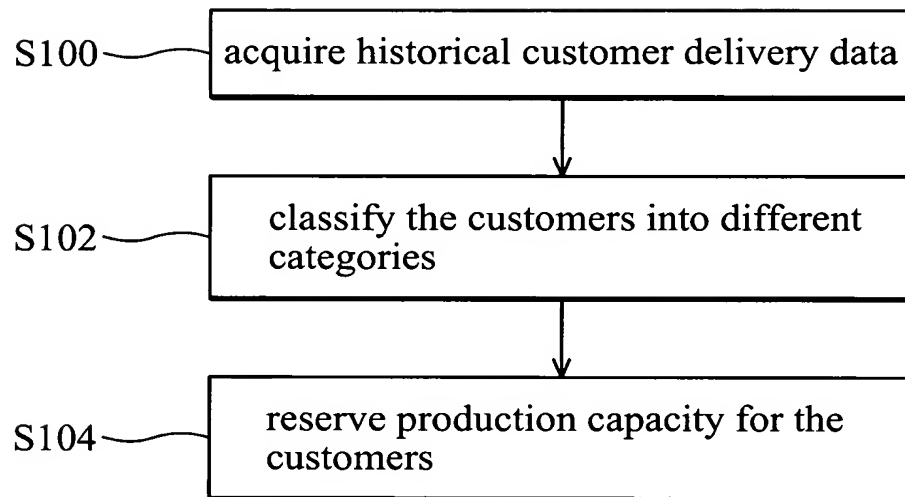 S100 acquire historical customer delivery data
S102 classify the customers into different
categories
S104 reserve production capacity for the
customers